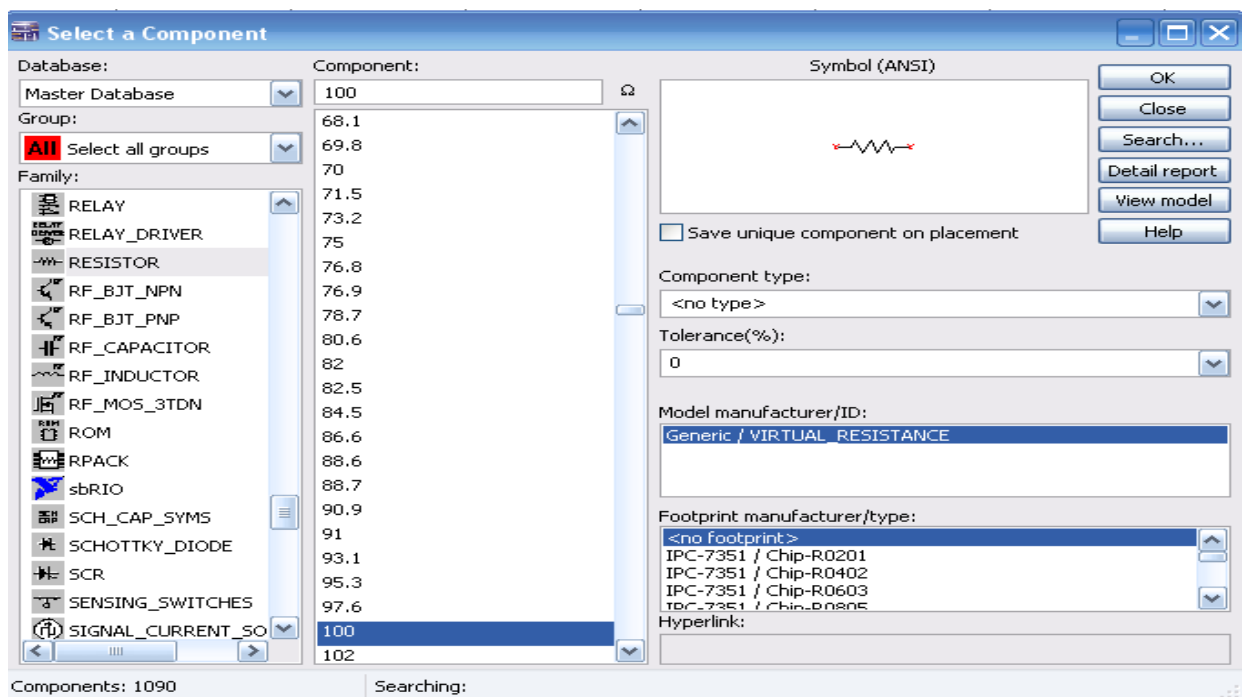 Select a Component
Database:
Master Database
Group:
All Select all groups
Family:
RELAY
RELAY_DRIVER
RESISTOR
RF_BJT_NPN
RF_BJT_PNP
RF_CAPACITOR
RF_INDUCTOR
RF_MOS_3TDN
ROM
RPACK
sbRIO
SCH_CAP_SYMS
SCHOTTKY_DIODE
SCR
SENSING_SWITCHES
SIGNAL_CURRENT_SO
Component:
100 Ω
68.1
69.8
70
71.5
73.2
75
76.8
76.9
78.7
80.6
82
82.5
84.5
86.6
88.6
88.7
90.9
91
93.1
95.3
97.6
100
102
Symbol (ANSI)
Save unique component on placement
Component type:
<no type>
Tolerance(%):
0
Model manufacturer/ID:
Generic / VIRTUAL_RESISTANCE
Footprint manufacturer/type:
<no footprint>
IPC-7351 / Chip-R0201
IPC-7351 / Chip-R0402
IPC-7351 / Chip-R0603
IPC-7351 / Chip-R0805
Hyperlink:
OK
Close
Search...
Detail report
View model
Help
Components: 1090
Searching: